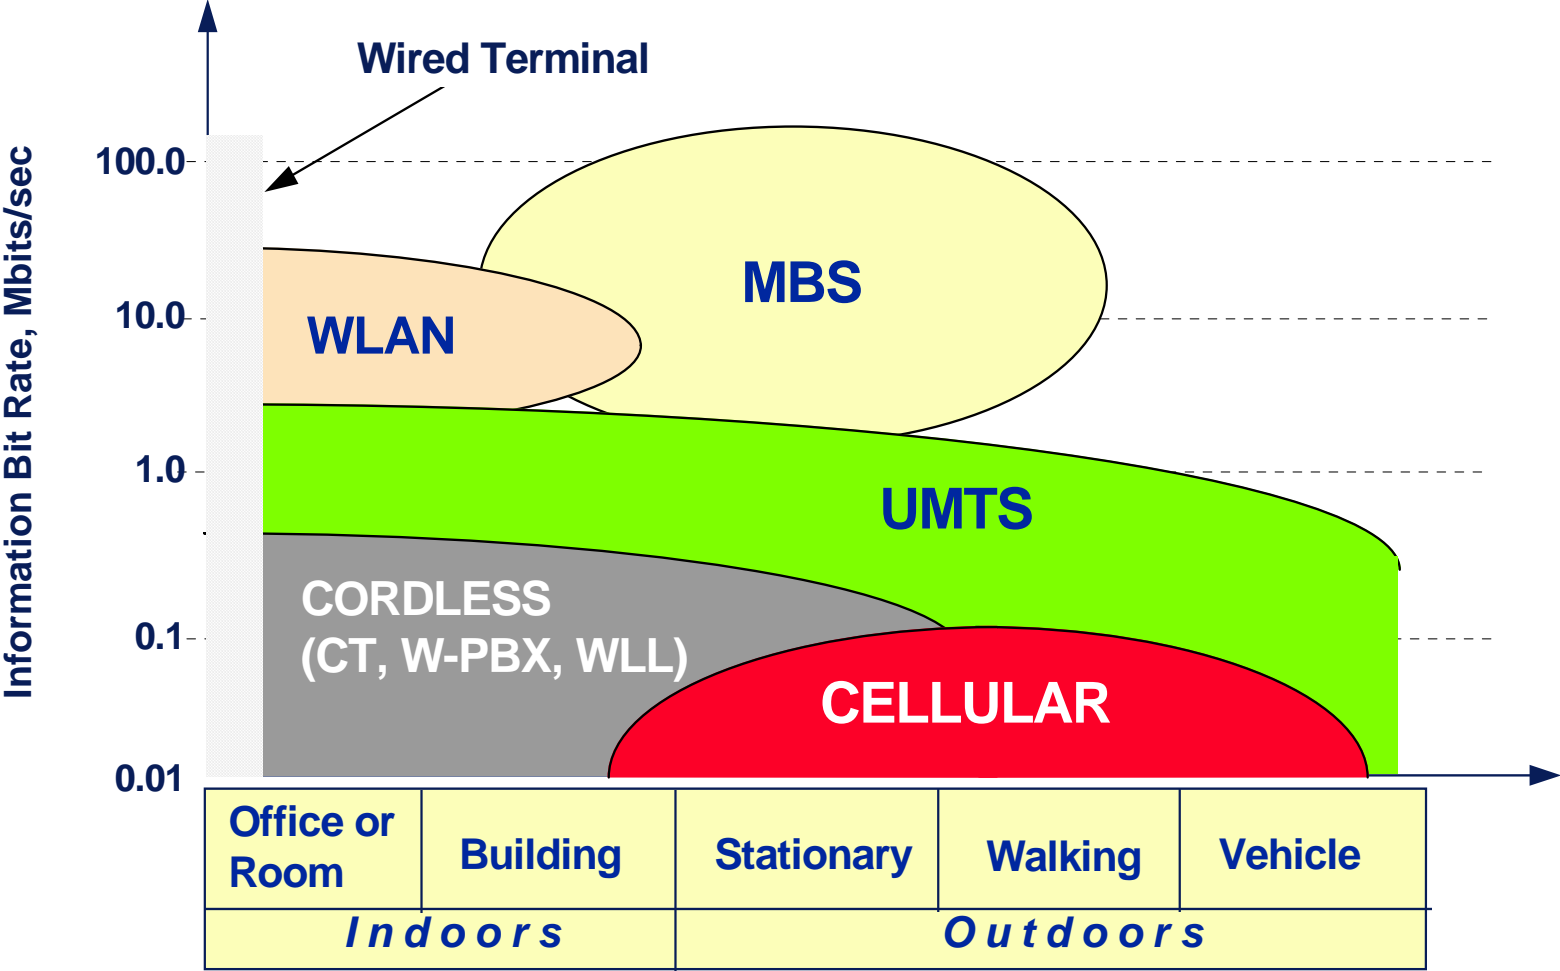 Wired Terminal
Information Bit Rate, Mbits/sec
100.0
10.0
1.0
0.1
0.01
MBS
WLAN
UMTS
CORDLESS
(CT, W-PBX, WLL)
CELLULAR
Office or
Room
Building
Stationary
Walking
Vehicle
Indoors
Outdoors